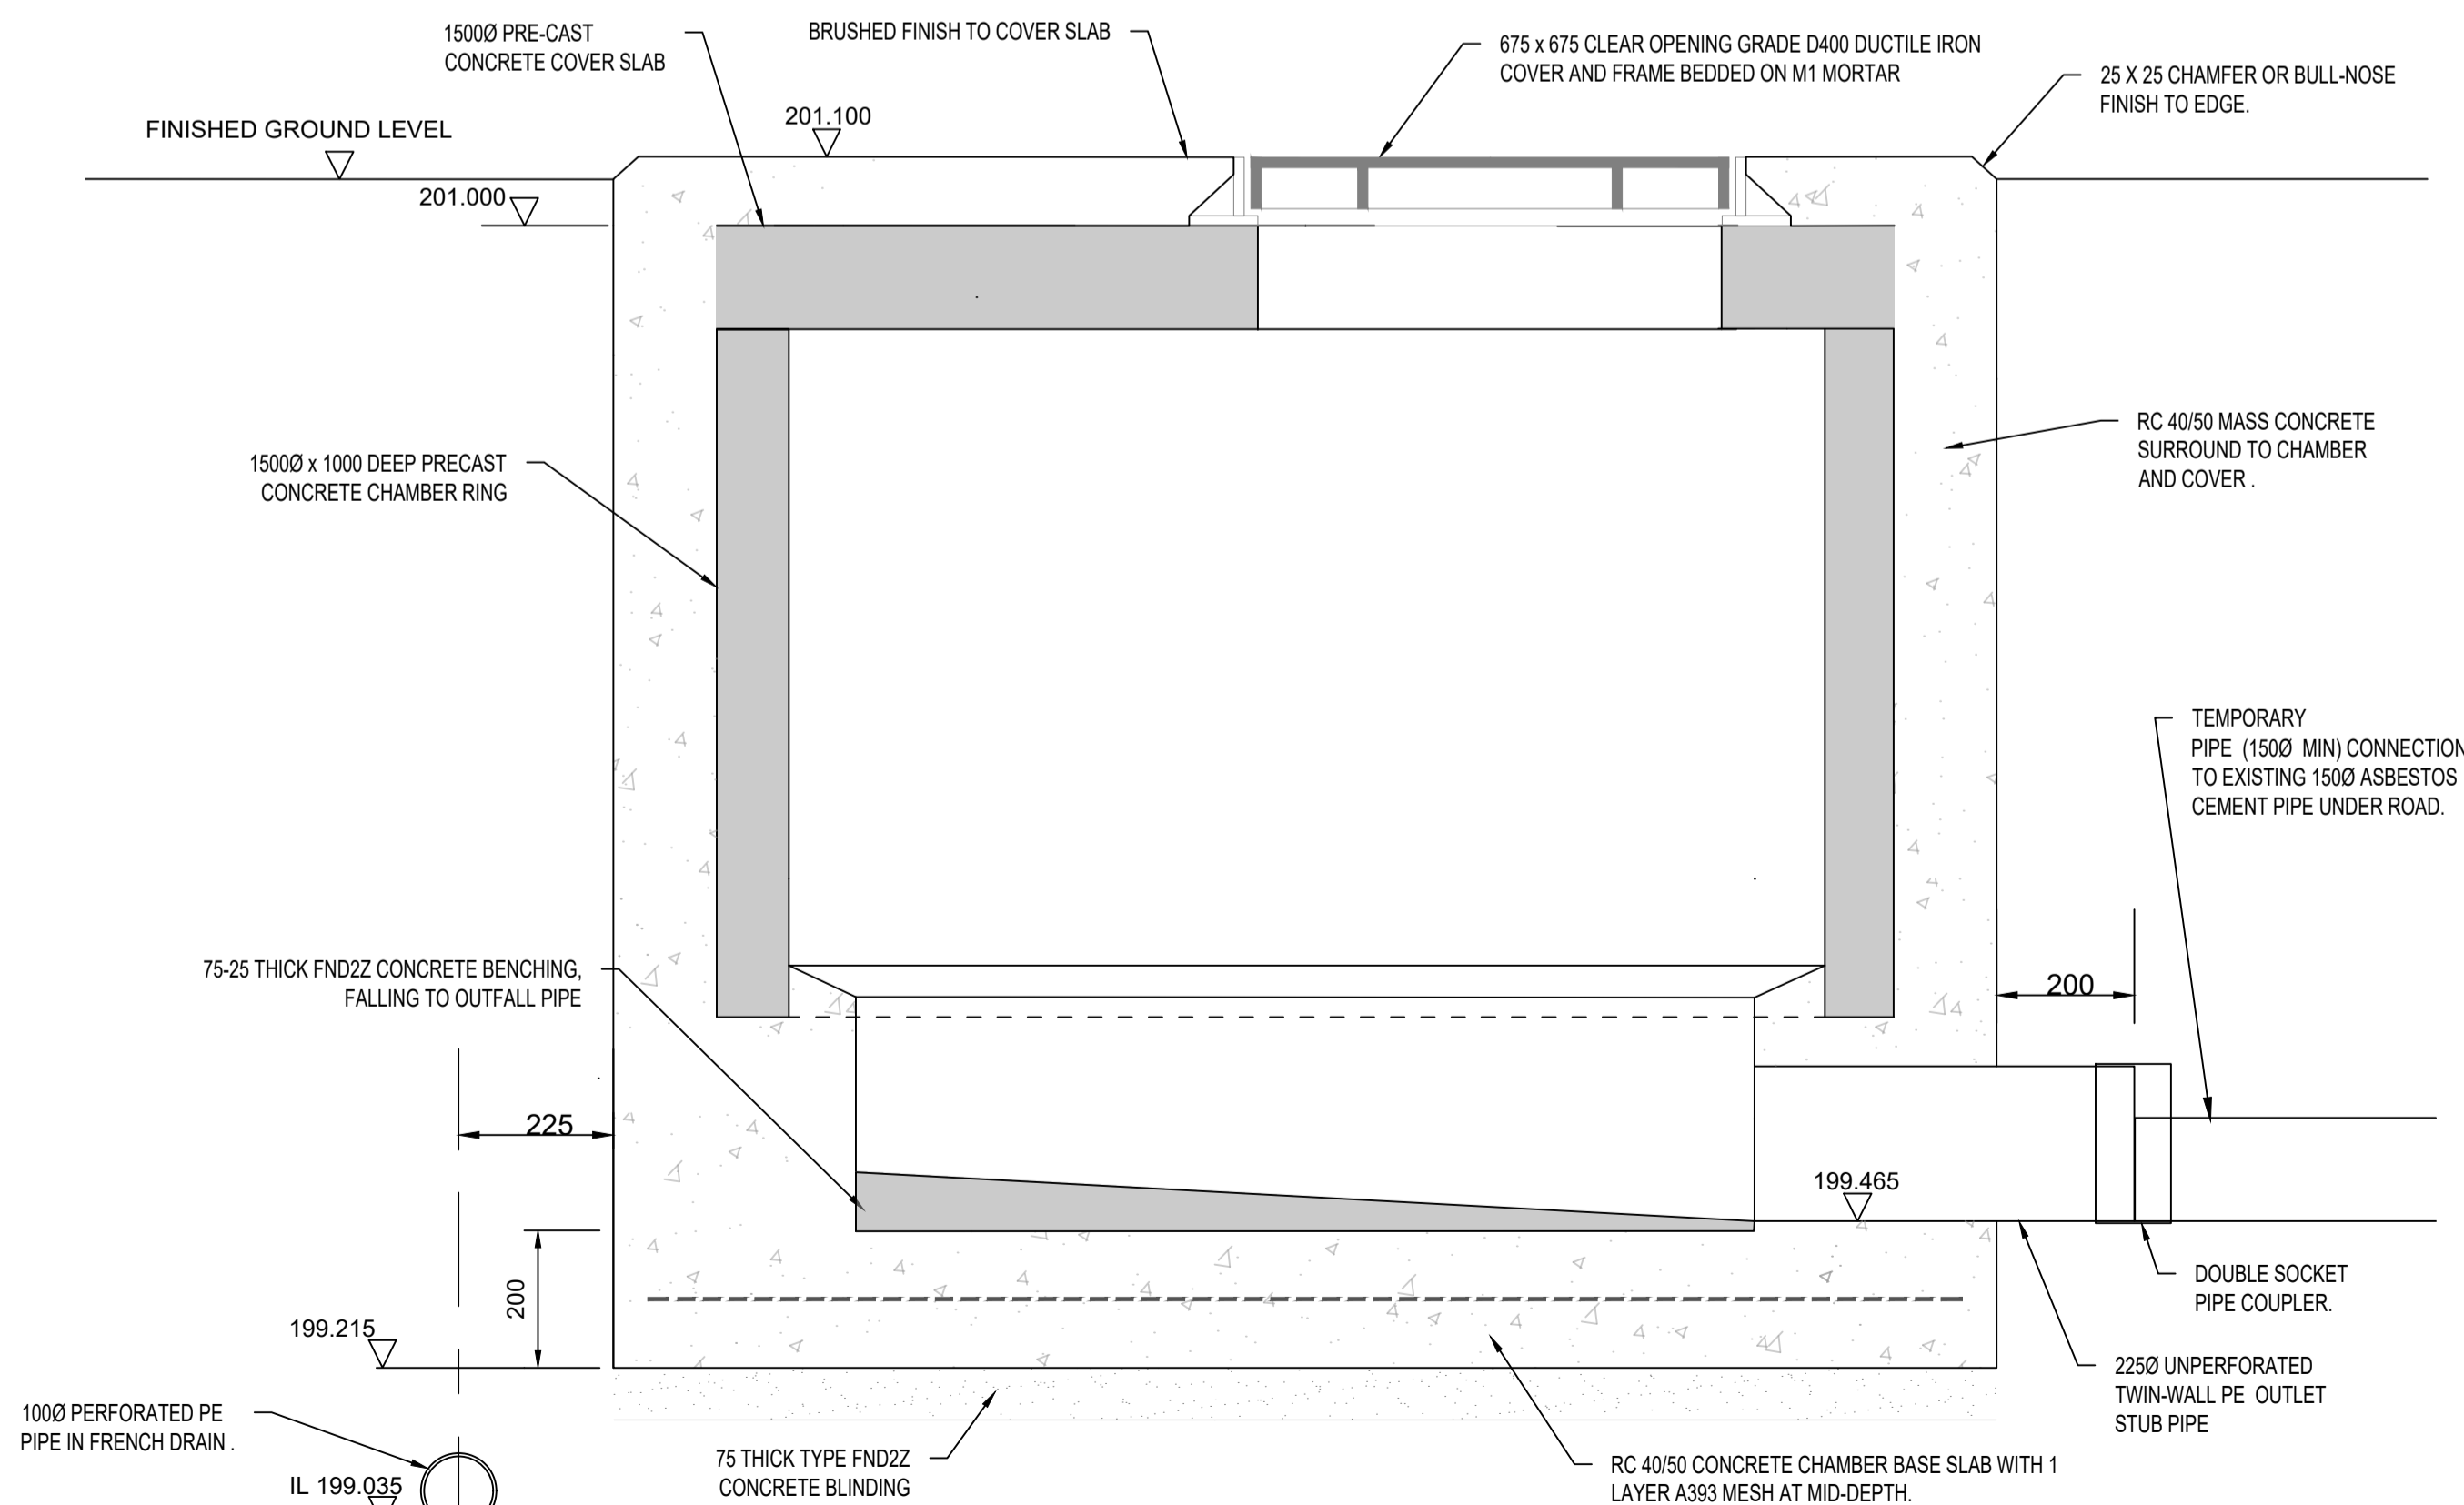 1500Ø PRE-CAST
CONCRETE COVER SLAB
BRUSHED FINISH TO COVER SLAB
675 x 675 CLEAR OPENING GRADE D400 DUCTILE IRON
COVER AND FRAME BEDDED ON M1 MORTAR
25 X 25 CHAMFER OR BULL-NOSE
FINISH TO EDGE.
FINISHED GROUND LEVEL
201.100
201.000
RC 40/50 MASS CONCRETE
SURROUND TO CHAMBER
AND COVER .
1500Ø x 1000 DEEP PRECAST
CONCRETE CHAMBER RING
TEMPORARY
PIPE (150Ø MIN) CONNECTION
TO EXISTING 150Ø ASBESTOS
CEMENT PIPE UNDER ROAD.
75-25 THICK FND2Z CONCRETE BENCHING,
FALLING TO OUTFALL PIPE
200
225
199.465
200
DOUBLE SOCKET
PIPE COUPLER.
199.215
225Ø UNPERFORATED
TWIN-WALL PE OUTLET
STUB PIPE
100Ø PERFORATED PE
PIPE IN FRENCH DRAIN .
IL 199.035
75 THICK TYPE FND2Z
CONCRETE BLINDING
RC 40/50 CONCRETE CHAMBER BASE SLAB WITH 1
LAYER A393 MESH AT MID-DEPTH.